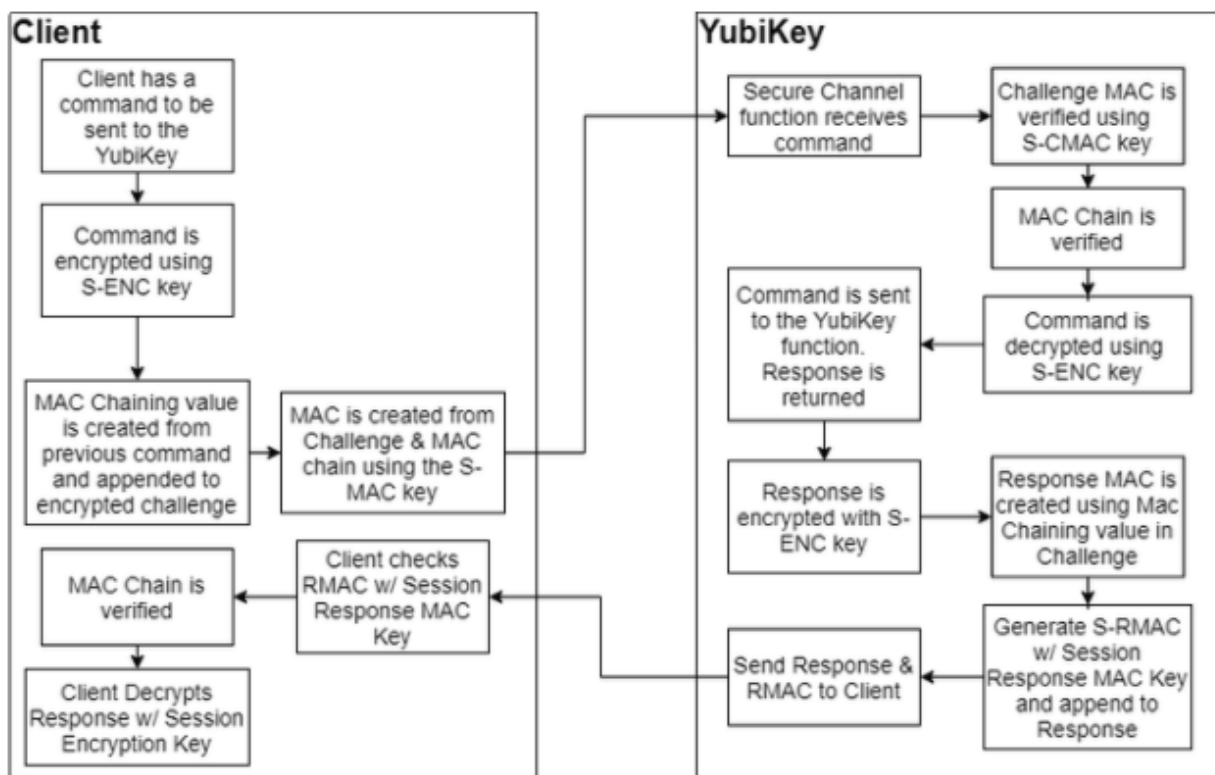 Client
Client has a
command to be
sent to the
YubiKey
Command is
encrypted using
S-ENC key
MAC Chaining value
is created from
previous command
and appended to
encrypted challenge
MAC is created from
Challenge & MAC
chain using the S-
MAC key
Client checks
RMAC w/ Session
Response MAC
Key
MAC Chain is
verified
Client Decrypts
Response w/ Session
Encryption Key
YubiKey
Secure Channel
function receives
command
Challenge MAC is
verified using
S-CMAC key
MAC Chain is
verified
Command is
decrypted using
S-ENC key
Command is sent
to the YubiKey
function.
Response is
returned
Response is
encrypted with S-
ENC key
Response MAC is
created using Mac
Chaining value in
Challenge
Generate S-RMAC
w/ Session
Response MAC Key
and append to
Response
Send Response &
RMAC to Client